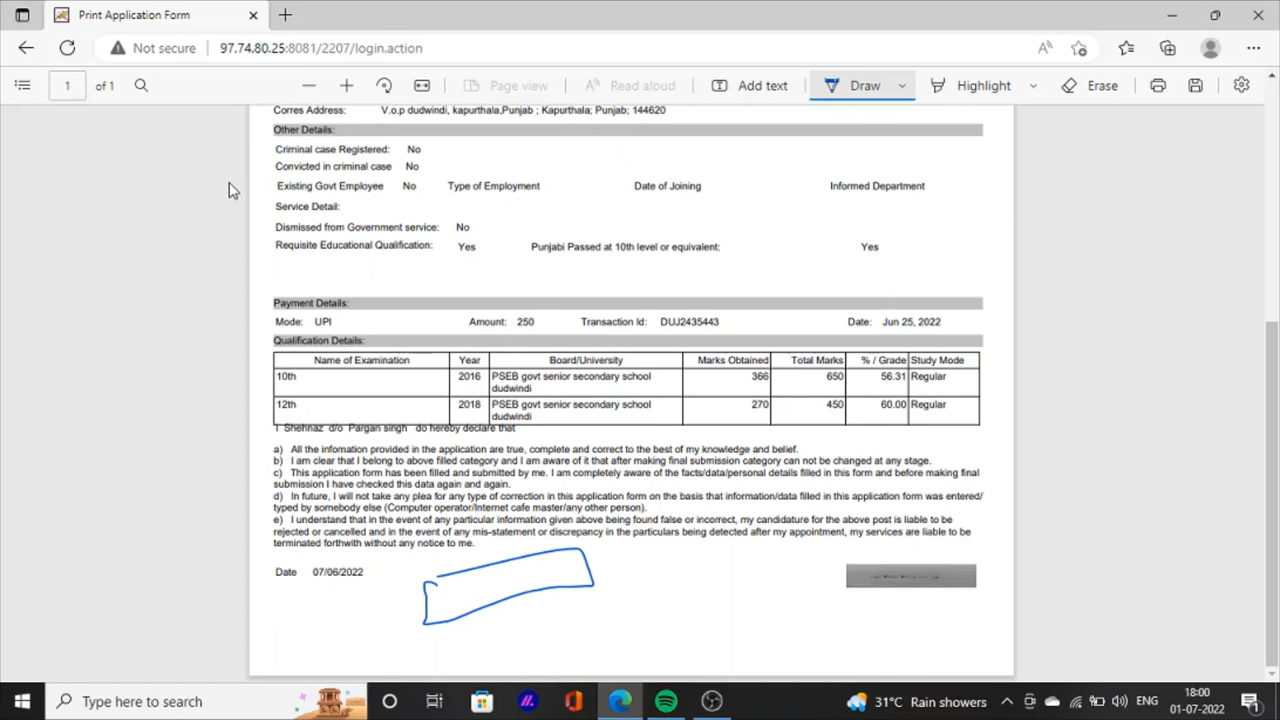 Print Application Form
Not secure 97.74.80.25:8081/2207/login.action
1 of 1 Page view Read aloud Add text Draw Highlight Erase
Corres Address: V.o.p dudwindi, kapurthala,Punjab ; Kapurthala; Punjab; 144620
Other Details:
Criminal case Registered: No
Convicted in criminal case No
Existing Govt Employee No Type of Employment Date of Joining Informed Department
Service Detail:
Dismissed from Government service: No
Requisite Educational Qualification: Yes Punjabi Passed at 10th level or equivalent: Yes
Payment Details:
Mode: UPI Amount: 250 Transaction Id: DUJ2435443 Date: Jun 25, 2022
Qualification Details:
Name of Examination Year Board/University Marks Obtained Total Marks % / Grade Study Mode
10th 2016 PSEB govt senior secondary school 366 650 56.31 Regular
dudwindi
12th 2018 PSEB govt senior secondary school 270 450 60.00 Regular
dudwindi
I Shehnaz d/o Pargan singh do hereby declare that
a) All the infomation provided in the application are true, complete and correct to the best of my knowledge and belief.
b) I am clear that I belong to above filled category and I am aware of it that after making final submission category can not be changed at any stage.
c) This application form has been filled and submitted by me. I am completely aware of the facts/data/personal details filled in this form and before making final
submission I have checked this data again and again.
d) In future, I will not take any plea for any type of correction in this application form on the basis that information/data filled in this application form was entered/
typed by somebody else (Computer operator/Internet cafe master/any other person).
e) I understand that in the event of any particular information given above being found false or incorrect, my candidature for the above post is liable to be
rejected or cancelled and in the event of any mis-statement or discrepancy in the particulars being detected after my appointment, my services are liable to be
terminated forthwith without any notice to me.
Date 07/06/2022
Type here to search 31°C Rain showers ENG 18:00
01-07-2022